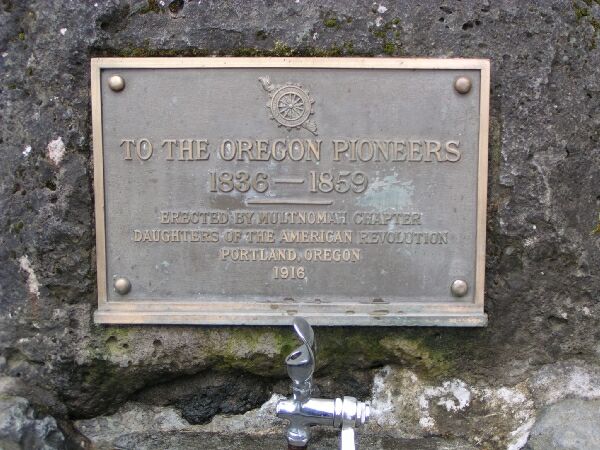 TO THE OREGON PIONEERS
1836—1859
ERECTED BY MULTNOMAH CHAPTER
DAUGHTERS OF THE AMERICAN REVOLUTION
PORTLAND, OREGON
1916